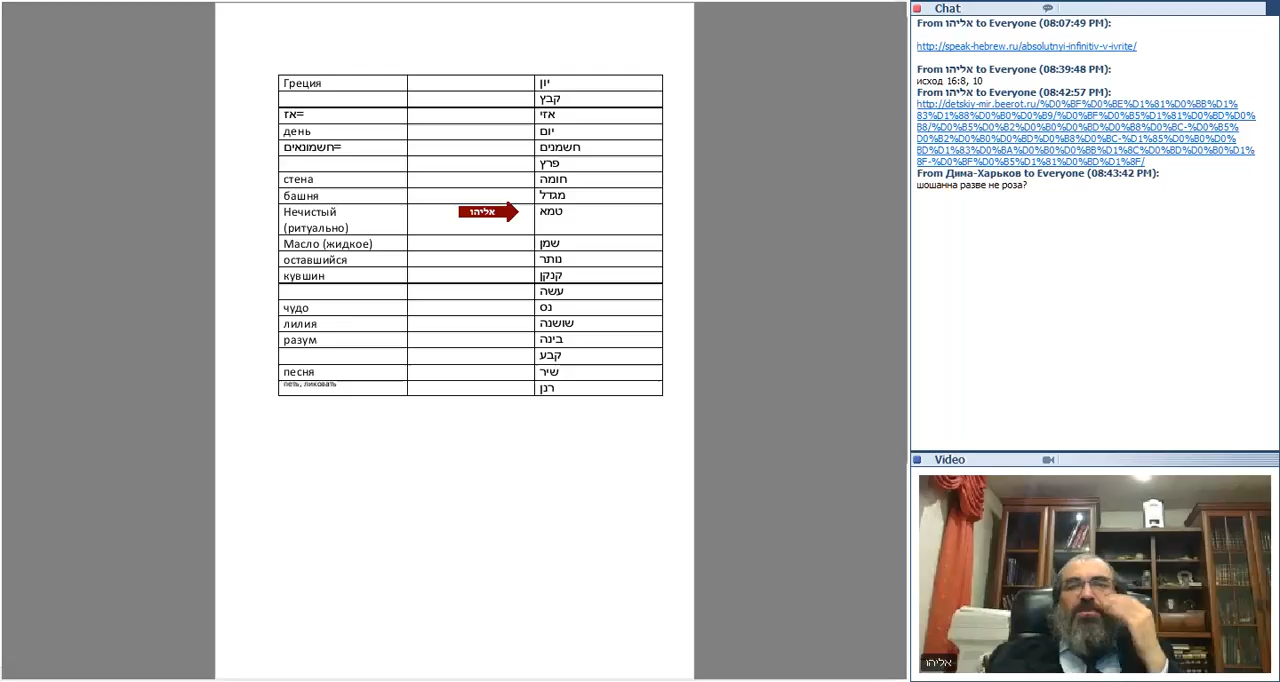 Греция יון
קבץ
אז= אזי
день יום
חשמונאים= חשמנים
פרץ
стена חומה
башня מגדל
Нечистый אליהו טמא
(ритуально)
Масло (жидкое) שמן
оставшийся נותר
кувшин קנקן
עשה
чудо נס
лилия שושנה
разум בינה
קבע
песня שיר
петь, ликовать רנן
Chat
From אליהו to Everyone (08:07:49 PM):
http://speak-hebrew.ru/absolutnyi-infinitiv-v-ivrite/
From אליהו to Everyone (08:39:48 PM):
исход 16:8, 10
From אליהו to Everyone (08:42:57 PM):
http://detskiy-mir.beerot.ru/%D0%BF%D0%BE%D1%81%D0%BB%D1%
83%D1%88%D0%B0%D0%B9/%D0%BF%D0%B5%D1%81%D0%BD%D0%
B8/%D0%B5%D0%B2%D0%B0%D0%BD%D0%B8%D0%BC-%D0%B5%
D0%B2%D0%B0%D0%BD%D0%B8%D0%BC-%D1%85%D0%B0%D0%
BD%D1%83%D0%BA%D0%B0%D0%BB%D1%8C%D0%BD%D0%B0%D1%
8F-%D0%BF%D0%B5%D1%81%D0%BD%D1%8F/
From Дима-Харьков to Everyone (08:43:42 PM):
шошанна разве не роза?
Video
אליהו